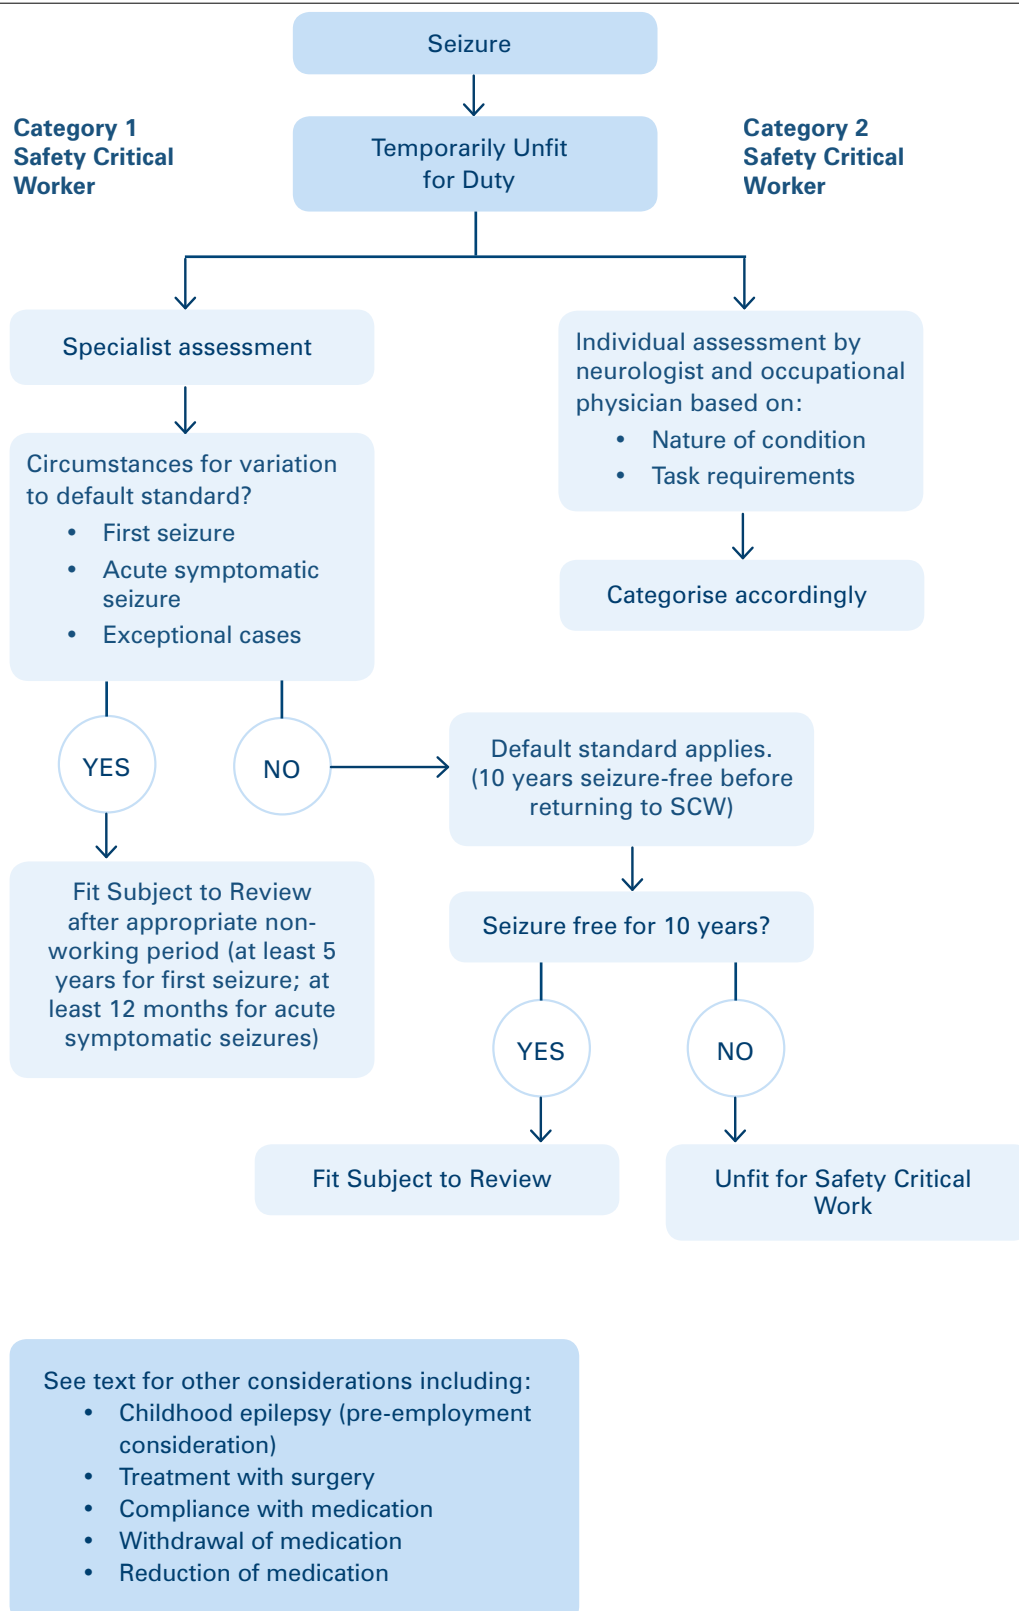 Seizure
Category 1
Safety Critical
Worker
Temporarily Unfit
for Duty
Category 2
Safety Critical
Worker
Specialist assessment
Individual assessment by
neurologist and occupational
physician based on:
• Nature of condition
• Task requirements
Circumstances for variation
to default standard?
• First seizure
• Acute symptomatic
seizure
• Exceptional cases
Categorise accordingly
YES
NO
Default standard applies.
(10 years seizure-free before
returning to SCW)
Fit Subject to Review
after appropriate non-
working period (at least 5
years for first seizure; at
least 12 months for acute
symptomatic seizures)
Seizure free for 10 years?
YES
NO
Fit Subject to Review
Unfit for Safety Critical
Work
See text for other considerations including:
• Childhood epilepsy (pre-employment
consideration)
• Treatment with surgery
• Compliance with medication
• Withdrawal of medication
• Reduction of medication